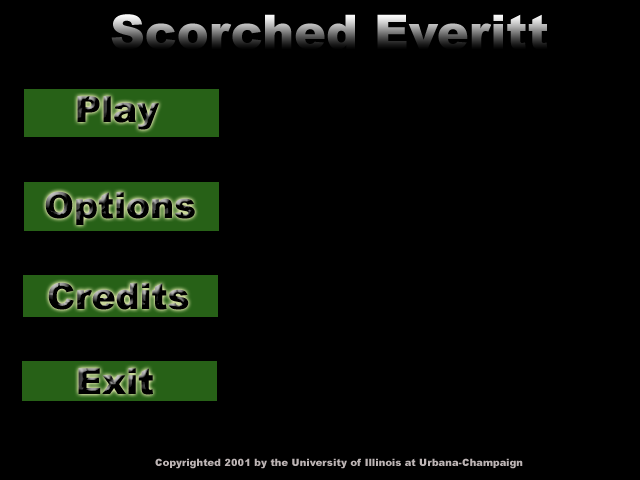 Scorched Everitt
Play
Options
Credits
Exit
Copyrighted 2001 by the University of Illinois at Urbana-Champaign